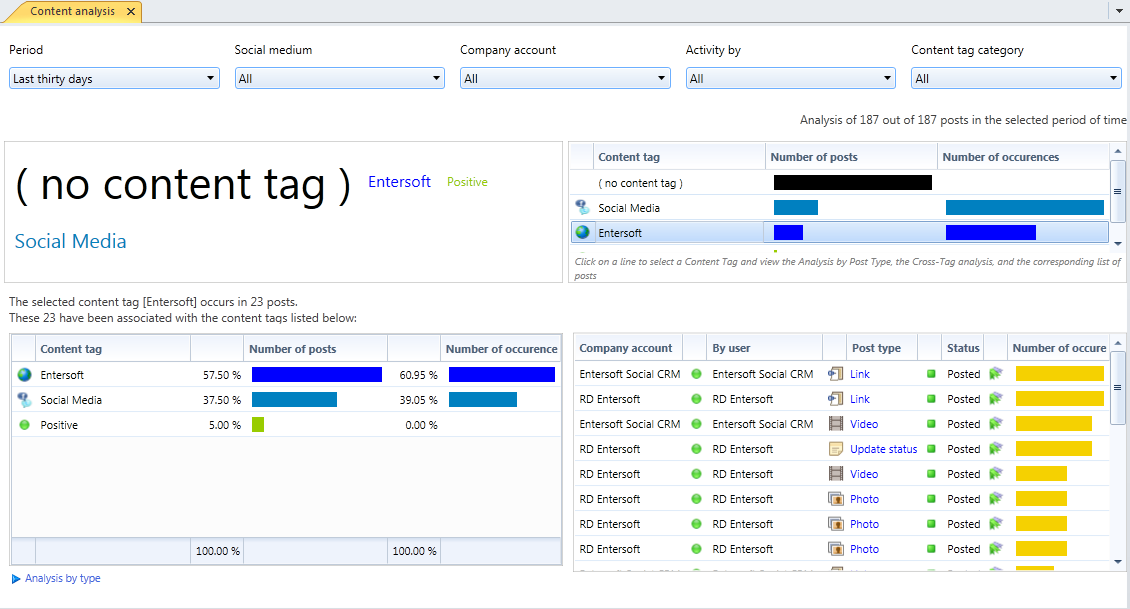 Content analysis
Period Social medium Company account Activity by Content tag category
Last thirty days All All All All
Analysis of 187 out of 187 posts in the selected period of time
( no content tag ) Entersoft Positive
Social Media
Content tag Number of posts Number of occurences
( no content tag )
Social Media
Entersoft
Click on a line to select a Content Tag and view the Analysis by Post Type, the Cross-Tag analysis, and the corresponding list of
posts
The selected content tag [Entersoft] occurs in 23 posts.
These 23 have been associated with the content tags listed below:
Content tag Number of posts Number of occurence
Entersoft 57.50 % 60.95 %
Social Media 37.50 % 39.05 %
Positive 5.00 % 0.00 %
100.00 % 100.00 %
Analysis by type
Company account By user Post type Status Number of occure
Entersoft Social CRM Entersoft Social CRM Link Posted
RD Entersoft RD Entersoft Link Posted
Entersoft Social CRM Entersoft Social CRM Video Posted
RD Entersoft RD Entersoft Update status Posted
RD Entersoft RD Entersoft Video Posted
RD Entersoft RD Entersoft Photo Posted
RD Entersoft RD Entersoft Photo Posted
RD Entersoft RD Entersoft Photo Posted